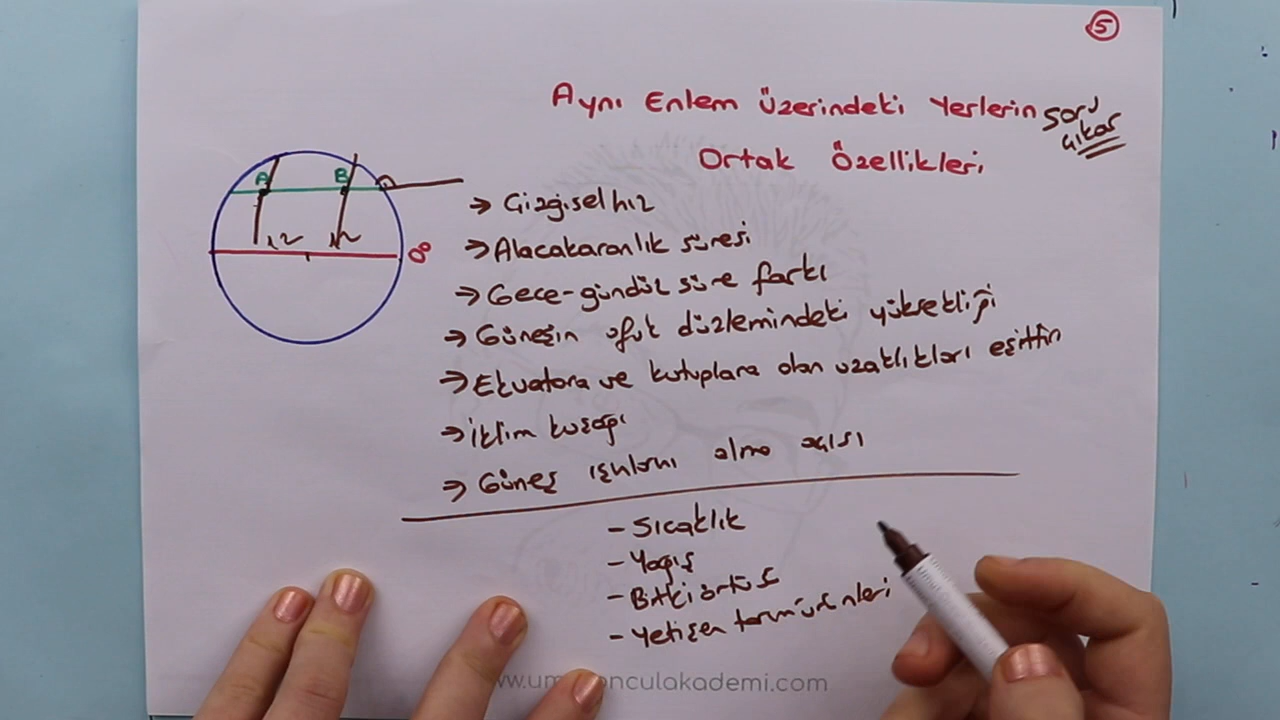 5
Aynı Enlem Üzerindeki Yerlerin
Soru çıkar
Ortak Özellikleri
A B
0°
→ Çizgisel hız
→ Alacakaranlık süresi
→ Gece-gündüz süre farkı
→ Güneşin ufuk düzlemindeki yüksekliği
→ Ekvatora ve kutuplara olan uzaklıkları eşittir
→ İklim kuşağı
→ Güneş ışınlarını alma açısı
- Sıcaklık
- Yağış
- Bitki örtüsü
- Yetişen tarım ürünleri
onculakademi.com